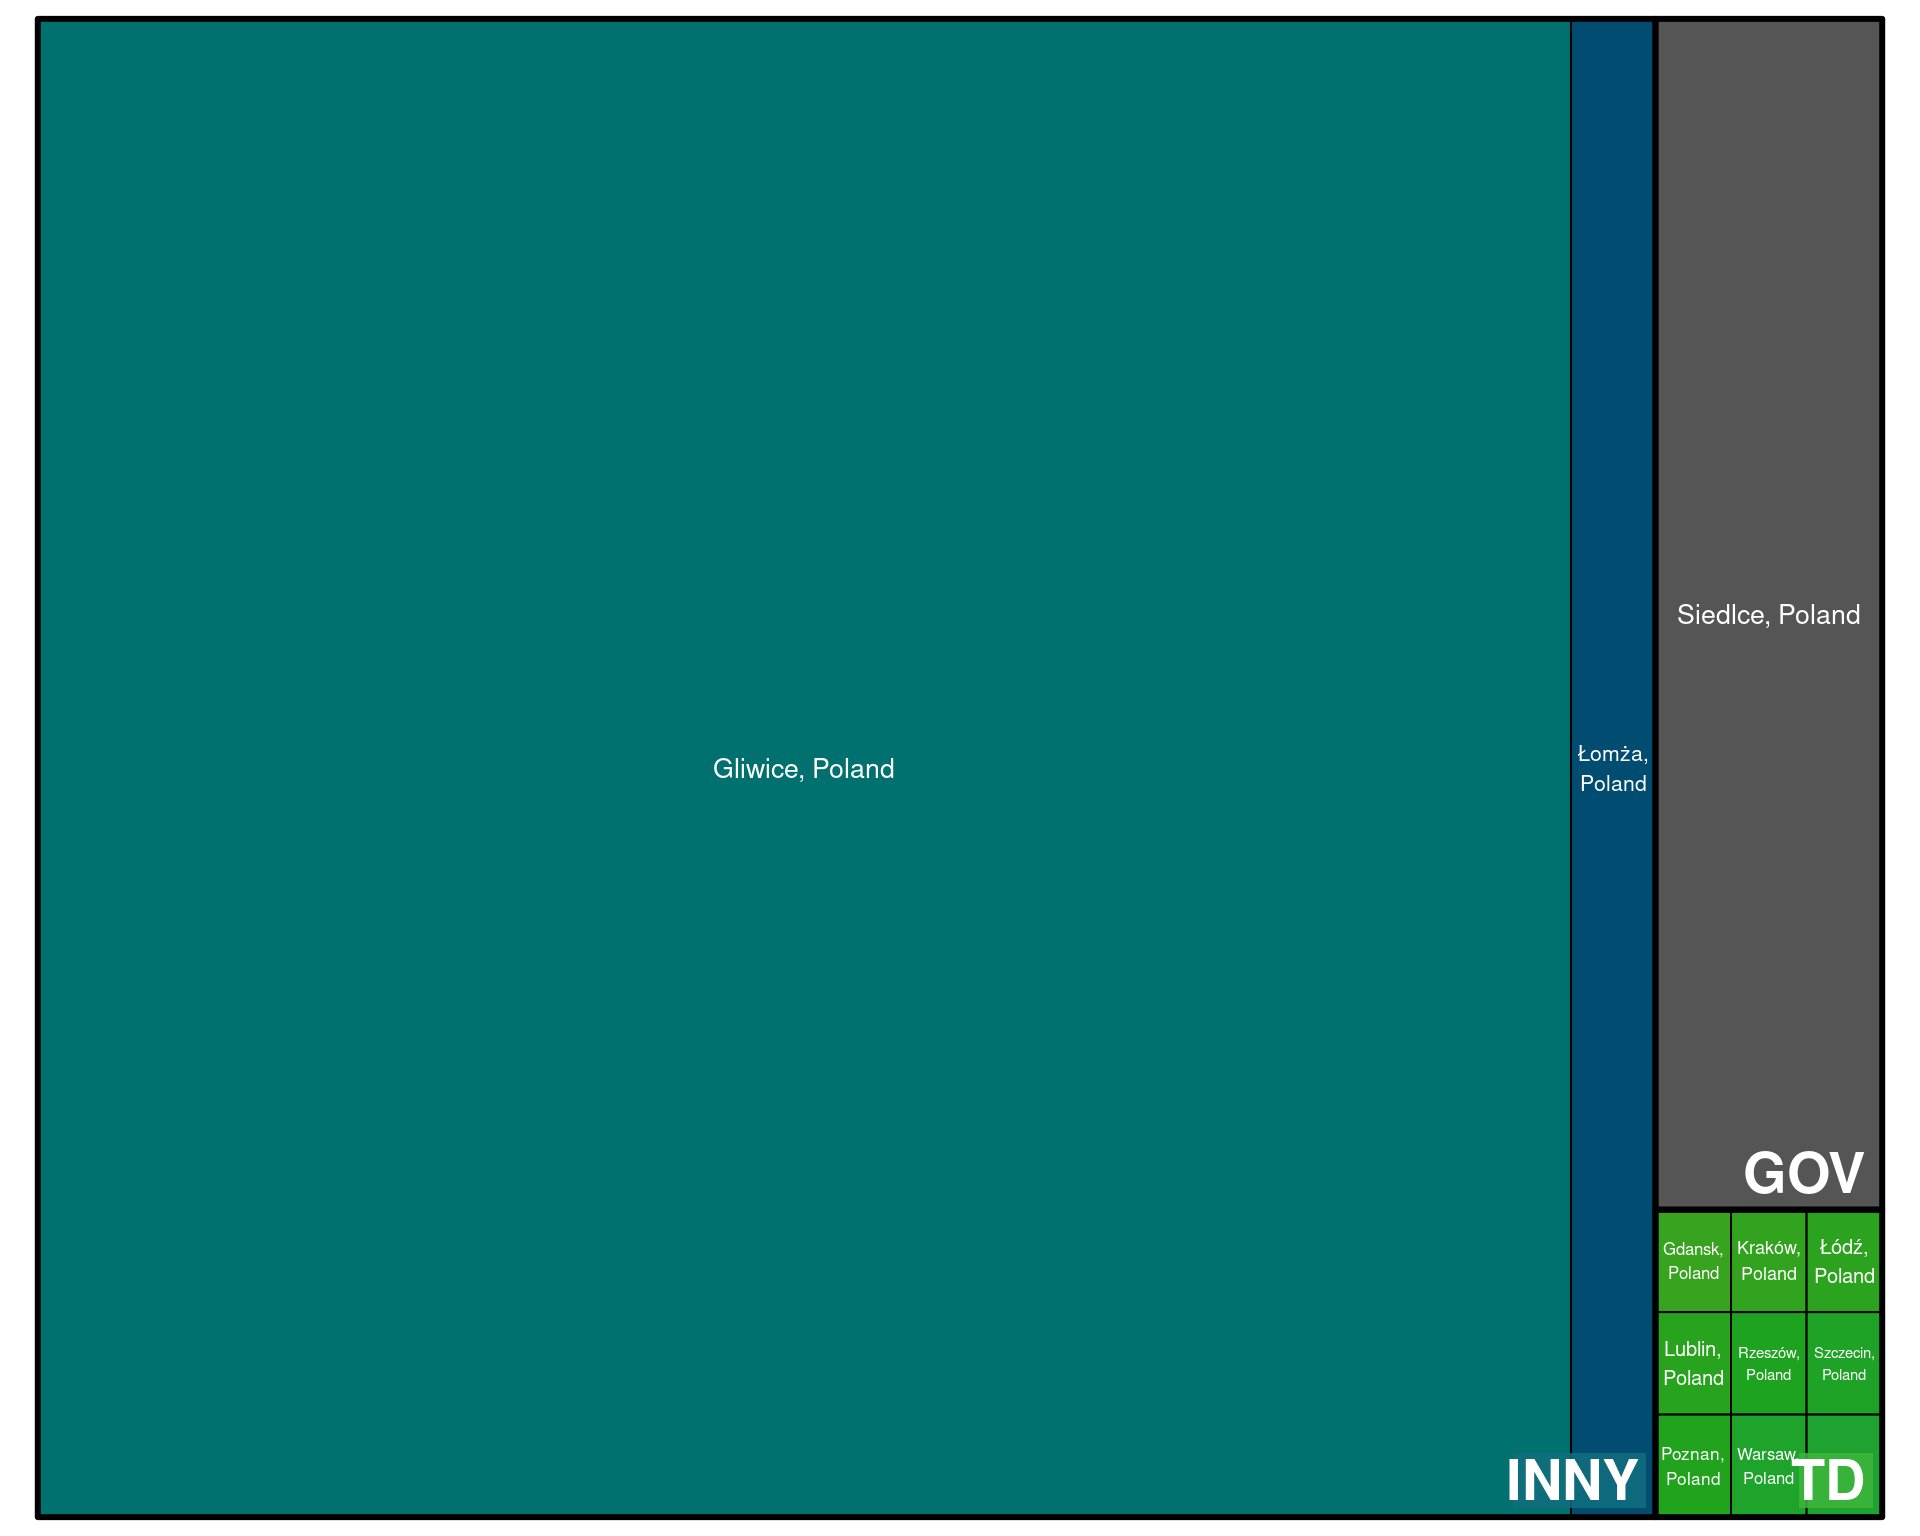 Gliwice, Poland
Łomża,
Poland
INNY
Siedlce, Poland
GOV
Gdansk,
Poland
Kraków,
Poland
Łódź,
Poland
Lublin,
Poland
Rzeszów,
Poland
Szczecin,
Poland
Poznan,
Poland
Warsaw,
Poland
TD